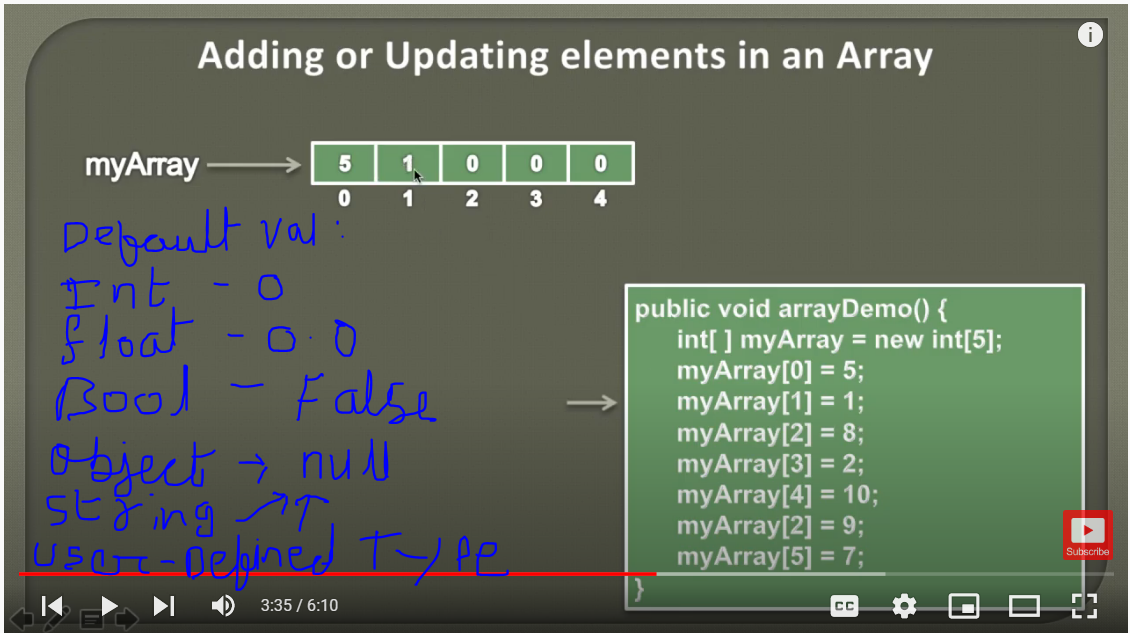 Adding or Updating elements in an Array
myArray
5 1 0 0 0
0 1 2 3 4
Default Val :
Int - 0
float - 0.0
Bool - False
Object → null
String
User-Defined Type
public void arrayDemo() {
int[ ] myArray = new int[5];
myArray[0] = 5;
myArray[1] = 1;
myArray[2] = 8;
myArray[3] = 2;
myArray[4] = 10;
myArray[2] = 9;
myArray[5] = 7;
}
Subscribe
3:35 / 6:10
CC